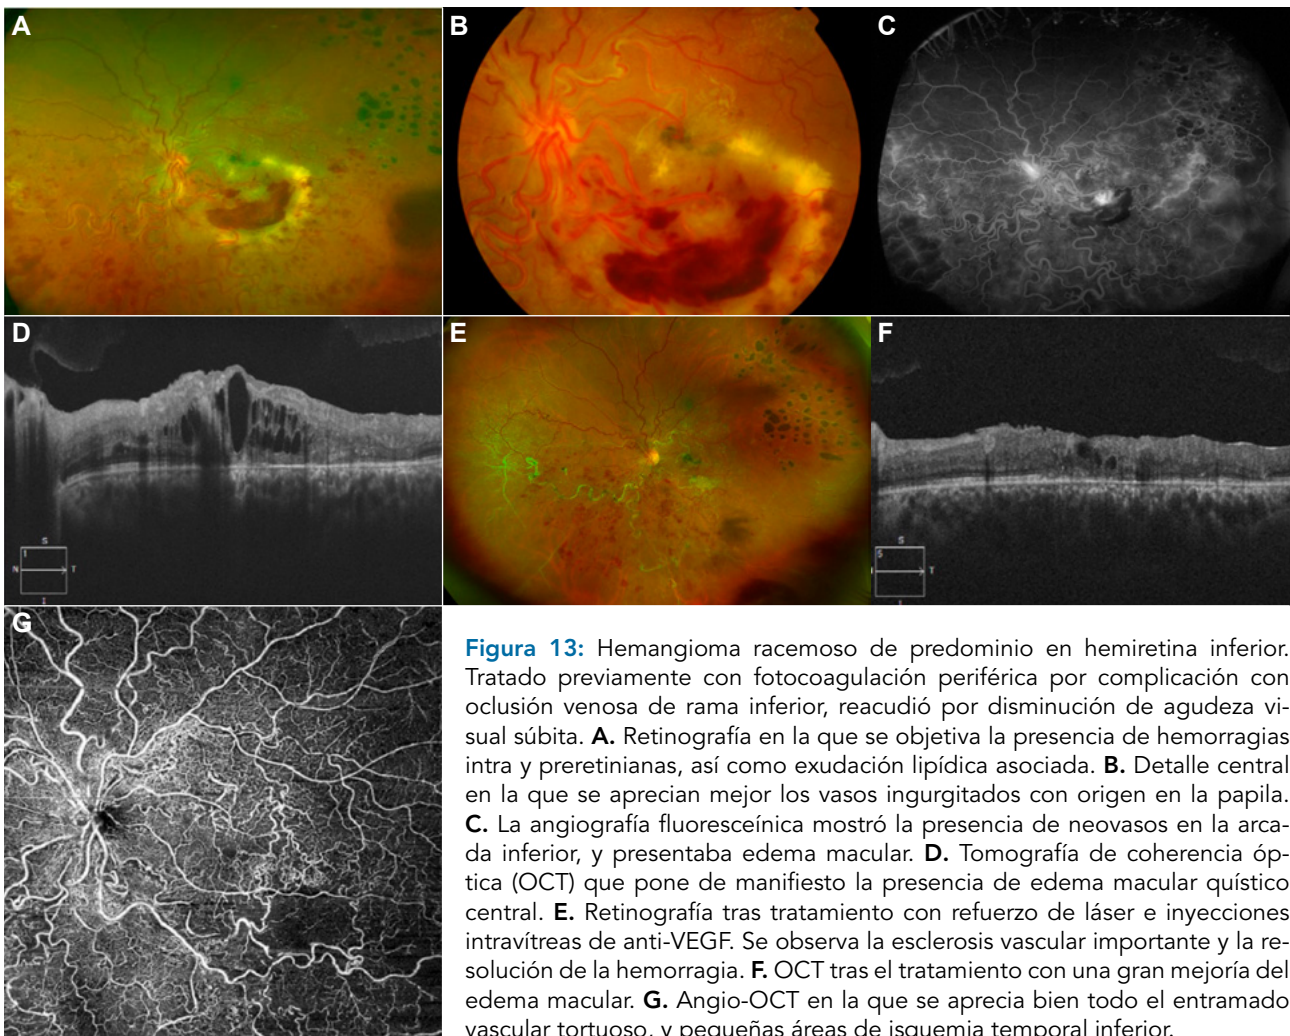 A
B
C
D
S
1
N
T
I
E
F
S
5
T
G
Figura 13: Hemangioma racemoso de predominio en hemiretina inferior.
Tratado previamente con fotocoagulación periférica por complicación con
oclusión venosa de rama inferior, reacudió por disminución de agudeza vi-
sual súbita. A. Retinografía en la que se objetiva la presencia de hemorragias
intra y preretinianas, así como exudación lipídica asociada. B. Detalle central
en la que se aprecian mejor los vasos ingurgitados con origen en la papila.
C. La angiografía fluoresceínica mostró la presencia de neovasos en la arca-
da inferior, y presentaba edema macular. D. Tomografía de coherencia óp-
tica (OCT) que pone de manifiesto la presencia de edema macular quístico
central. E. Retinografía tras tratamiento con refuerzo de láser e inyecciones
intravítreas de anti-VEGF. Se observa la esclerosis vascular importante y la re-
solución de la hemorragia. F. OCT tras el tratamiento con una gran mejoría del
edema macular. G. Angio-OCT en la que se aprecia bien todo el entramado
vascular tortuoso, y pequeñas áreas de isquemia temporal inferior.